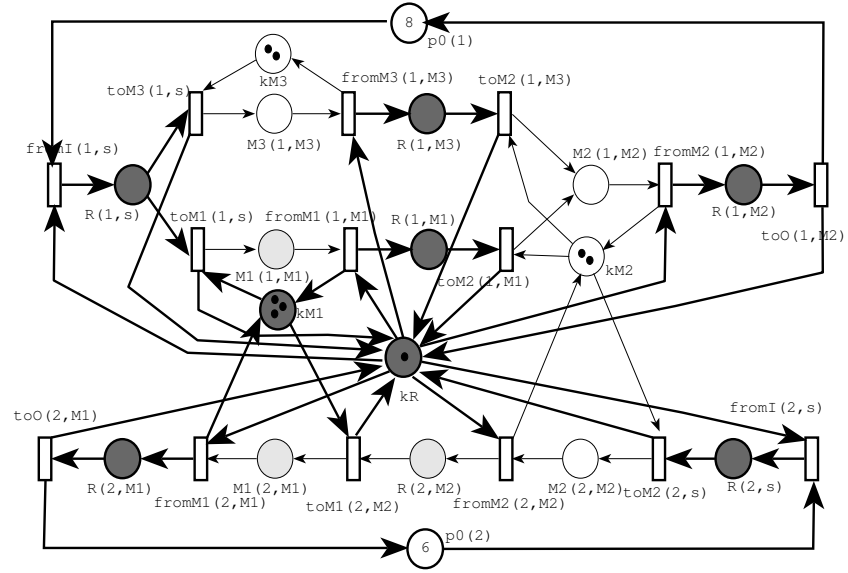 8
p0(1)
kM3
toM3(1,s)
fromM3(1,M3)
toM2(1,M3)
M3(1,M3)
R(1,M3)
fromI(1,s)
M2(1,M2)
fromM2(1,M2)
R(1,s)
toM1(1,s)
fromM1(1,M1)
R(1,M1)
R(1,M2)
toO(1,M2)
M1(1,M1)
toM2(1,M1)
kM2
kM1
kR
toO(2,M1)
fromI(2,s)
R(2,M1)
M1(2,M1)
R(2,M2)
M2(2,M2)
toM2(2,s)
R(2,s)
fromM1(2,M1)
toM1(2,M2)
fromM2(2,M2)
6
p0(2)